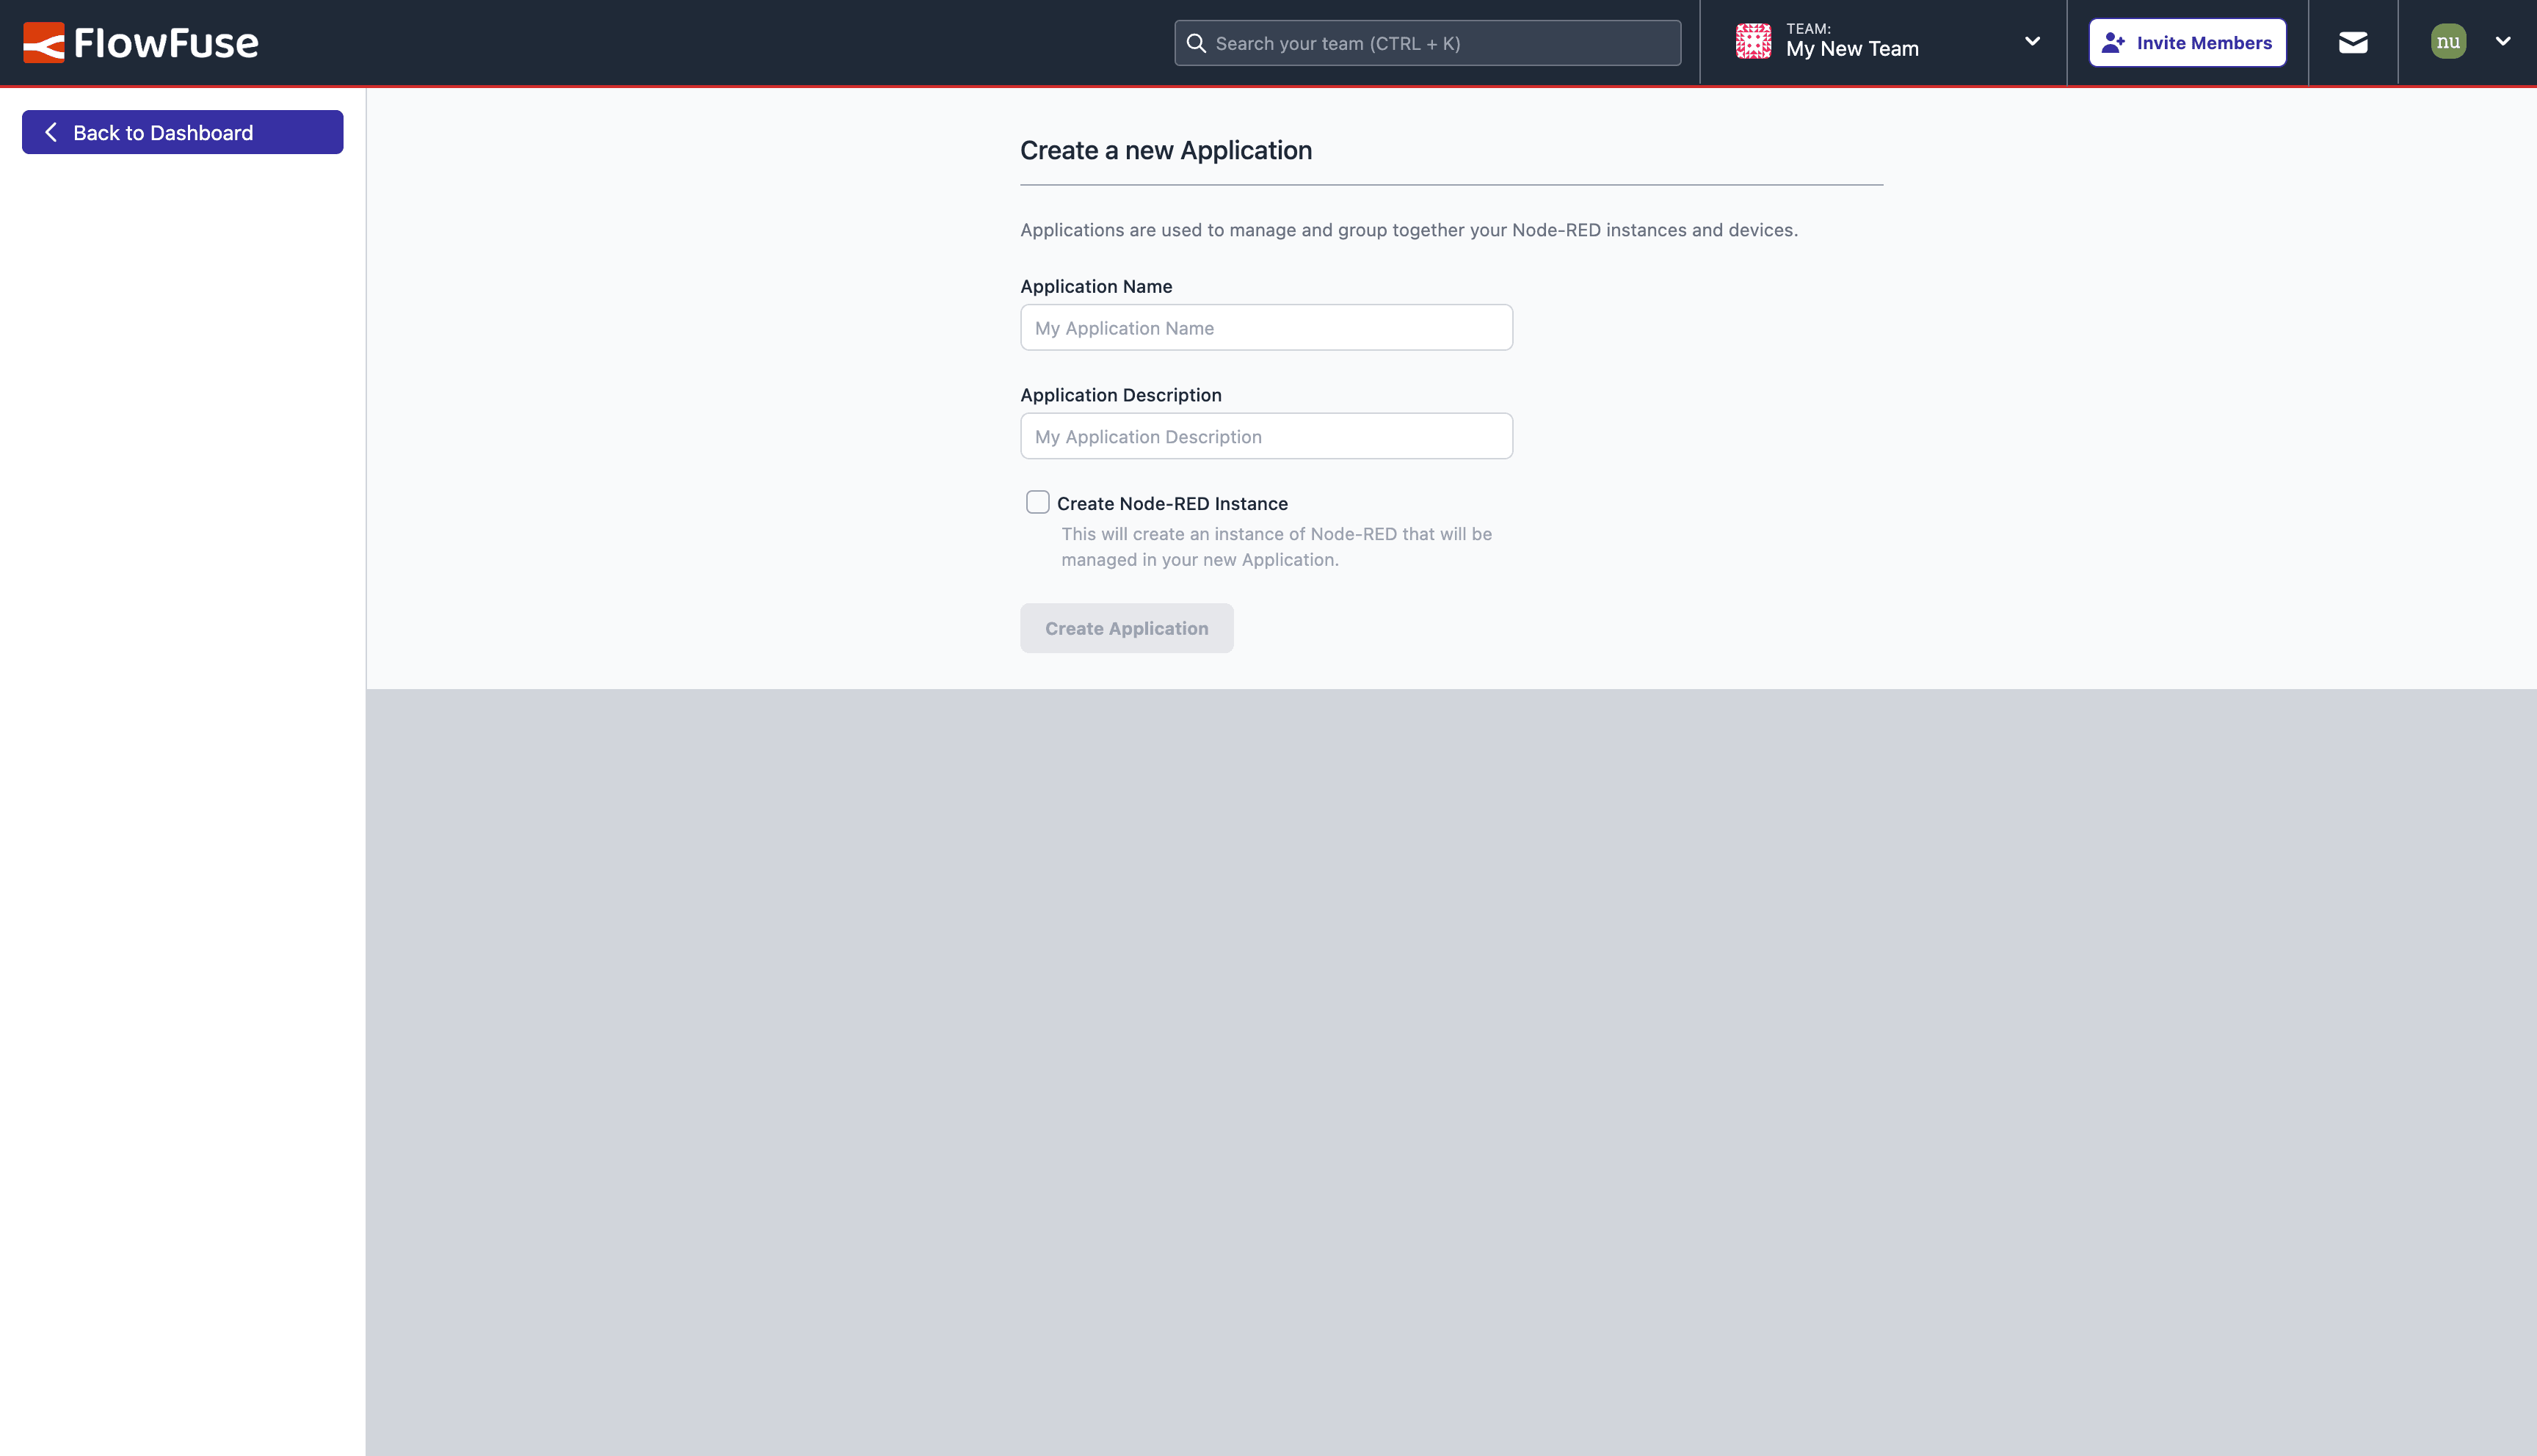 FlowFuse
Search your team (CTRL + K)
TEAM:
My New Team
Invite Members
nu
Back to Dashboard
Create a new Application
Applications are used to manage and group together your Node-RED instances and devices.
Application Name
My Application Name
Application Description
My Application Description
Create Node-RED Instance
This will create an instance of Node-RED that will be
managed in your new Application.
Create Application